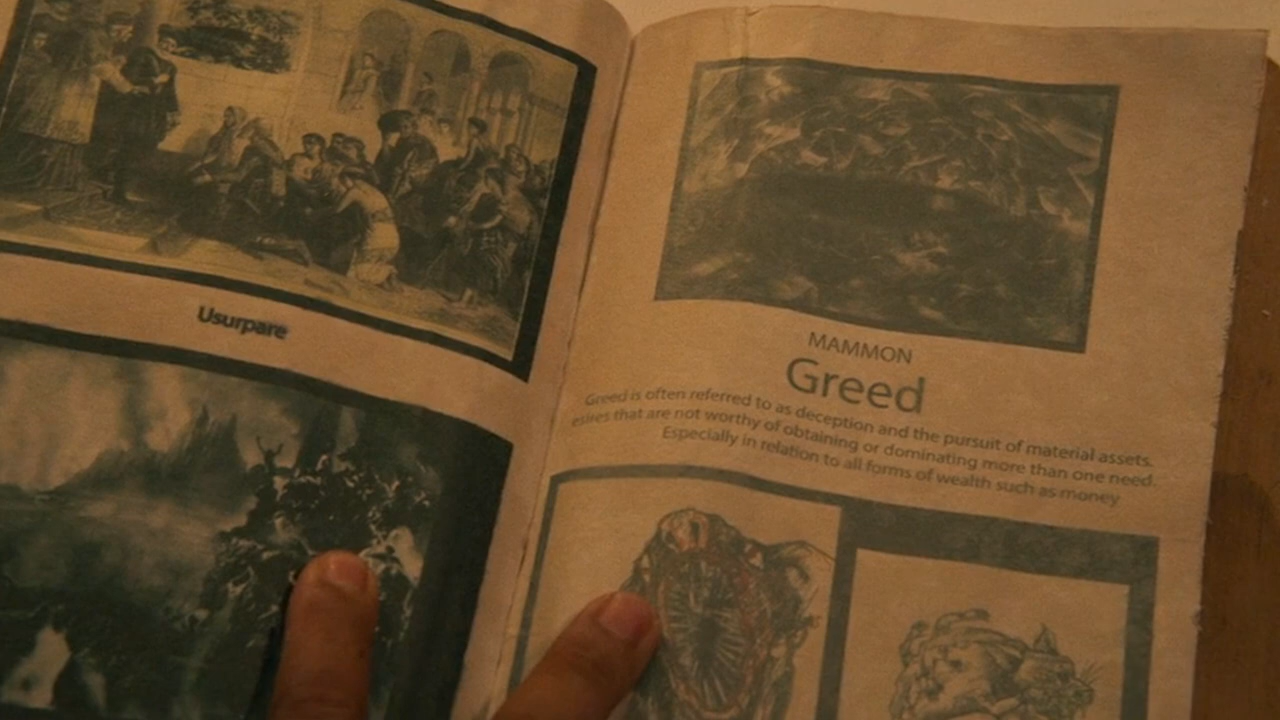 Usurpare
MAMMON
Greed
Greed is often referred to as deception and the pursuit of material assets.
esires that are not worthy of obtaining or dominating more than one need.
Especially in relation to all forms of wealth such as money